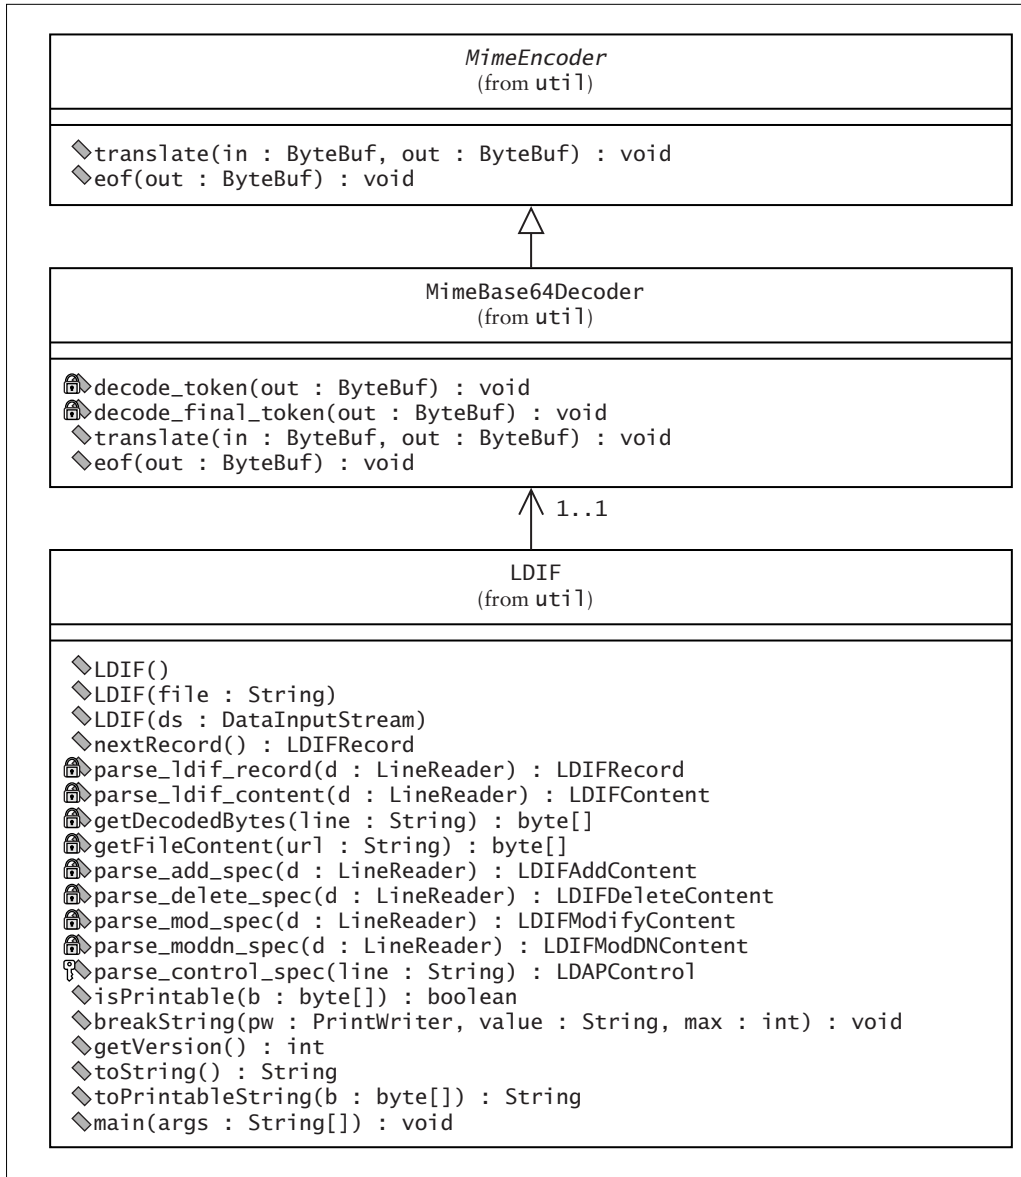 MimeEncoder
(from util)
translate(in : ByteBuf, out : ByteBuf) : void
eof(out : ByteBuf) : void
MimeBase64Decoder
(from util)
decode_token(out : ByteBuf) : void
decode_final_token(out : ByteBuf) : void
translate(in : ByteBuf, out : ByteBuf) : void
eof(out : ByteBuf) : void
1..1
LDIF
(from util)
LDIF()
LDIF(file : String)
LDIF(ds : DataInputStream)
nextRecord() : LDIFRecord
parse_ldif_record(d : LineReader) : LDIFRecord
parse_ldif_content(d : LineReader) : LDIFContent
getDecodedBytes(line : String) : byte[]
getFileContent(url : String) : byte[]
parse_add_spec(d : LineReader) : LDIFAddContent
parse_delete_spec(d : LineReader) : LDIFDeleteContent
parse_mod_spec(d : LineReader) : LDIFModifyContent
parse_moddn_spec(d : LineReader) : LDIFModDNContent
parse_control_spec(line : String) : LDAPControl
isPrintable(b : byte[]) : boolean
breakString(pw : PrintWriter, value : String, max : int) : void
getVersion() : int
toString() : String
toPrintableString(b : byte[]) : String
main(args : String[]) : void